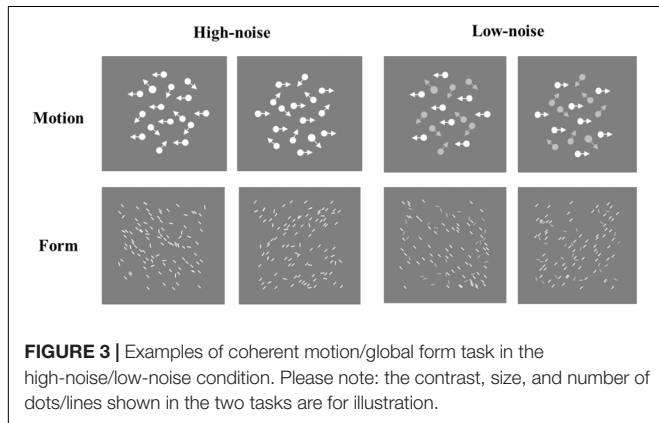 High-noise Low-noise
Motion
Form
FIGURE 3 | Examples of coherent motion/global form task in the
high-noise/low-noise condition. Please note: the contrast, size, and number of
dots/lines shown in the two tasks are for illustration.